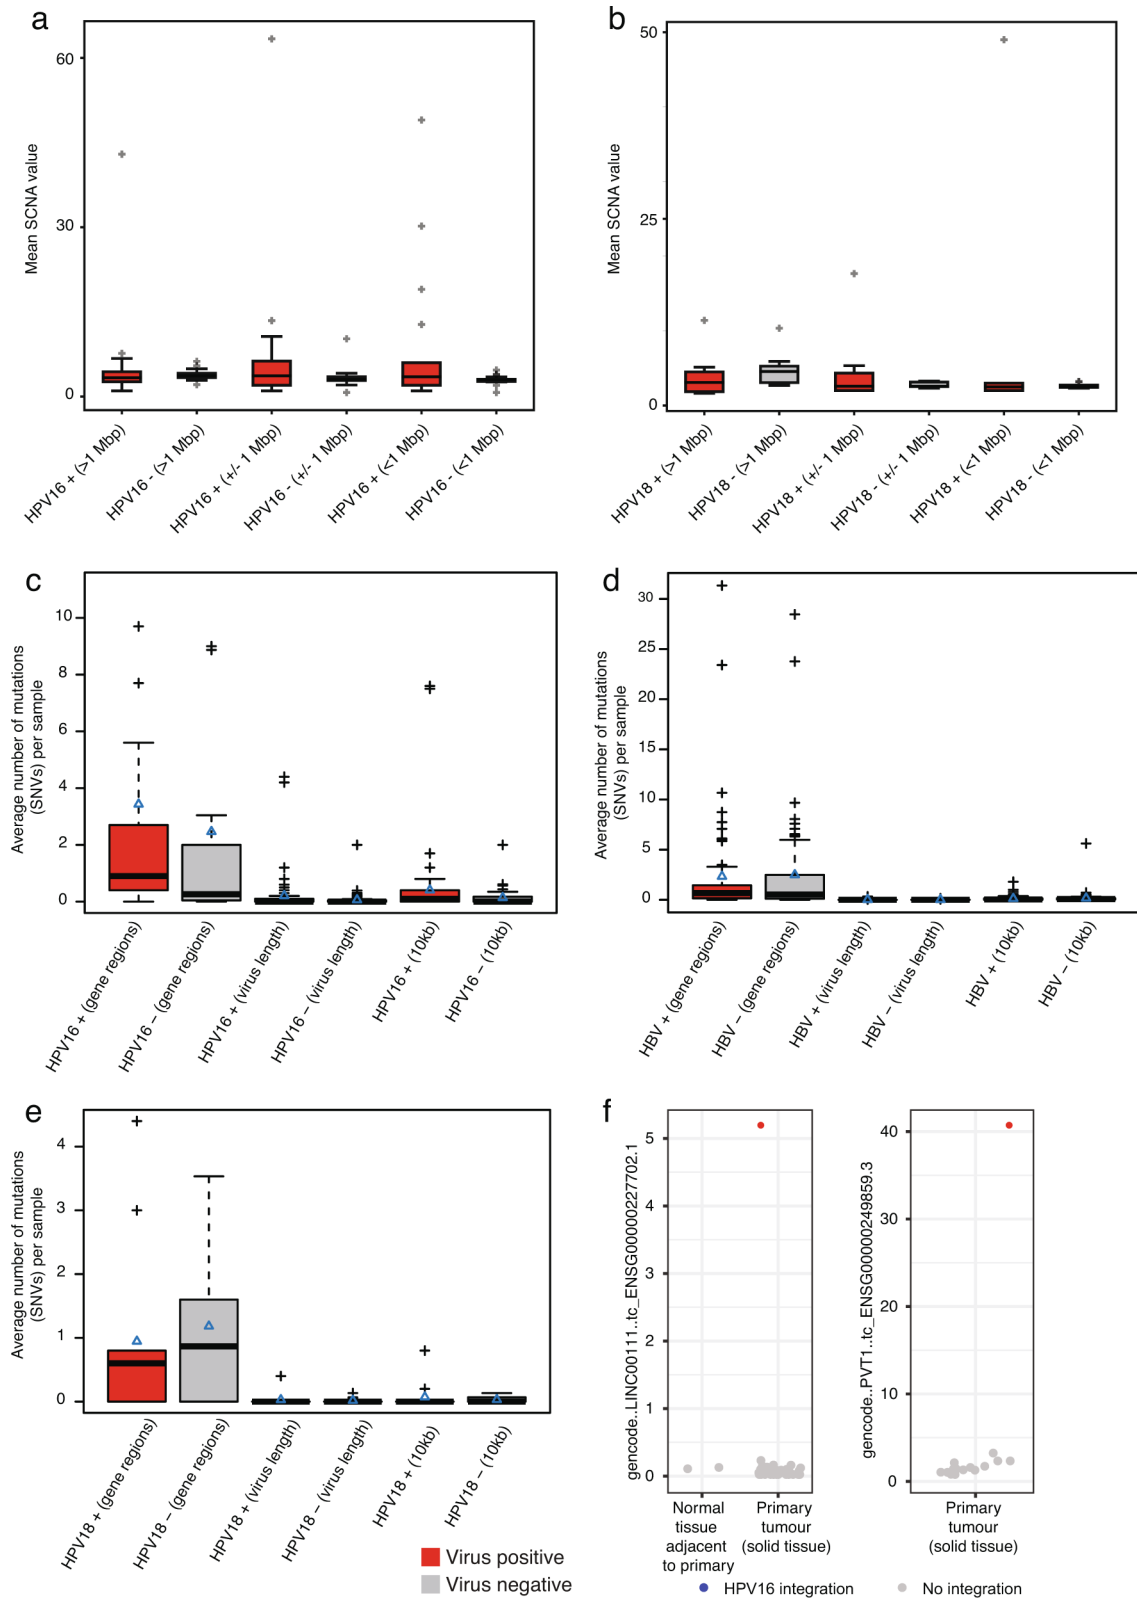 a
Mean SCNA value
60
30
0
HPV16 + (>1 Mbp)
HPV16 - (>1 Mbp)
HPV16 + (+/- 1 Mbp)
HPV16 - (+/- 1 Mbp)
HPV16 + (<1 Mbp)
HPV16 - (<1 Mbp)
b
Mean SCNA value
50
25
0
HPV18 + (>1 Mbp)
HPV18 - (>1 Mbp)
HPV18 + (+/- 1 Mbp)
HPV18 - (+/- 1 Mbp)
HPV18 + (<1 Mbp)
HPV18 - (<1 Mbp)
c
Average number of mutations
(SNVs) per sample
10
8
6
4
2
0
HPV16 + (gene regions)
HPV16 – (gene regions)
HPV16 + (virus length)
HPV16 – (virus length)
HPV16 + (10kb)
HPV16 – (10kb)
d
Average number of mutations
(SNVs) per sample
30
25
20
15
10
5
0
HBV + (gene regions)
HBV – (gene regions)
HBV + (virus length)
HBV – (virus length)
HBV + (10kb)
HBV – (10kb)
e
Average number of mutations
(SNVs) per sample
4
3
2
1
0
HPV18 + (gene regions)
HPV18 – (gene regions)
HPV18 + (virus length)
HPV18 – (virus length)
HPV18 + (10kb)
HPV18 – (10kb)
Virus positive
Virus negative
f
gencode..LINC00111..tc_ENSG00000227702.1
5
4
3
2
1
0
Normal
tissue
adjacent
to primary
Primary
tumour
(solid tissue)
gencode..PVT1..tc_ENSG00000249859.3
40
30
20
10
0
Primary
tumour
(solid tissue)
HPV16 integration
No integration